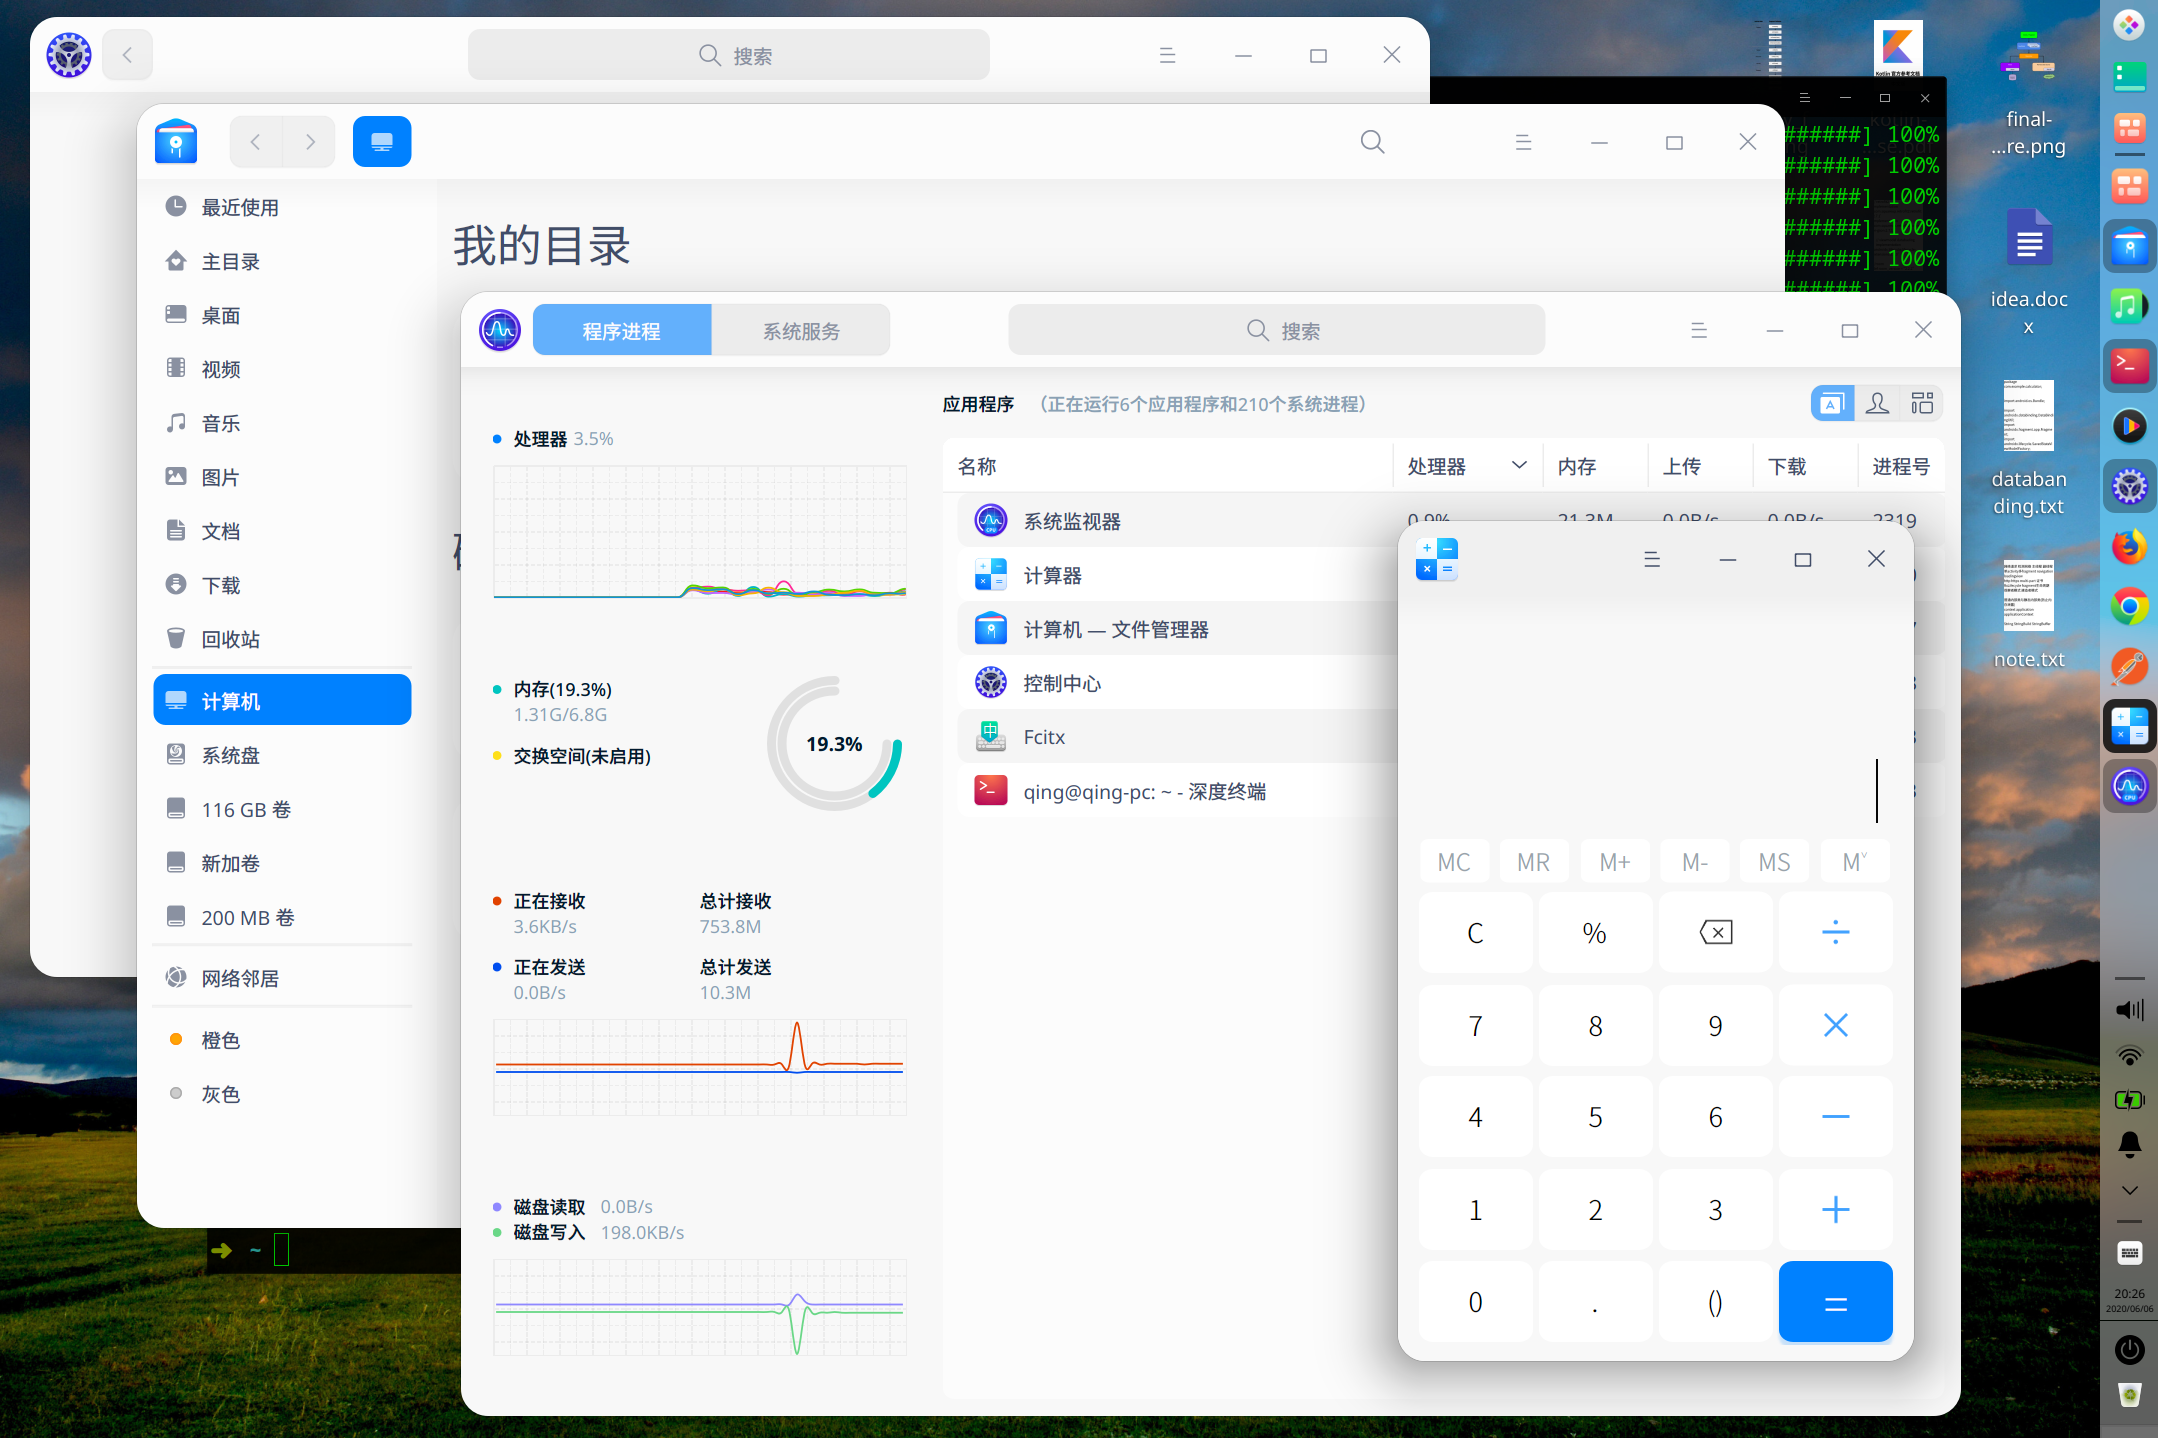 搜索
Kotlin 官方参考文档
######] 100%
######] 100%
######] 100%
######] 100%
######] 100%
######] 100%
final-
...re.png
idea.doc
x
databan
ding.txt
note.txt
最近使用
主目录
桌面
视频
音乐
图片
文档
下载
回收站
计算机
系统盘
116 GB 卷
新加卷
200 MB 卷
网络邻居
橙色
灰色
我的目录
➜ ~
程序进程
系统服务
搜索
处理器 3.5%
内存(19.3%)
1.31G/6.8G
交换空间(未启用)
19.3%
正在接收
总计接收
3.6KB/s
753.8M
正在发送
总计发送
0.0B/s
10.3M
磁盘读取 0.0B/s
磁盘写入 198.0KB/s
应用程序 （正在运行6个应用程序和210个系统进程）
名称 处理器 内存 上传 下载 进程号
系统监视器 0.9% 21.3M 0.0B/s 0.0B/s 2319
计算器
计算机 — 文件管理器
控制中心
Fcitx
qing@qing-pc: ~ - 深度终端
MC MR M+ M- MS M˅
C % ÷
7 8 9 ×
4 5 6 −
1 2 3 +
0 . () =
20:26
2020/06/06